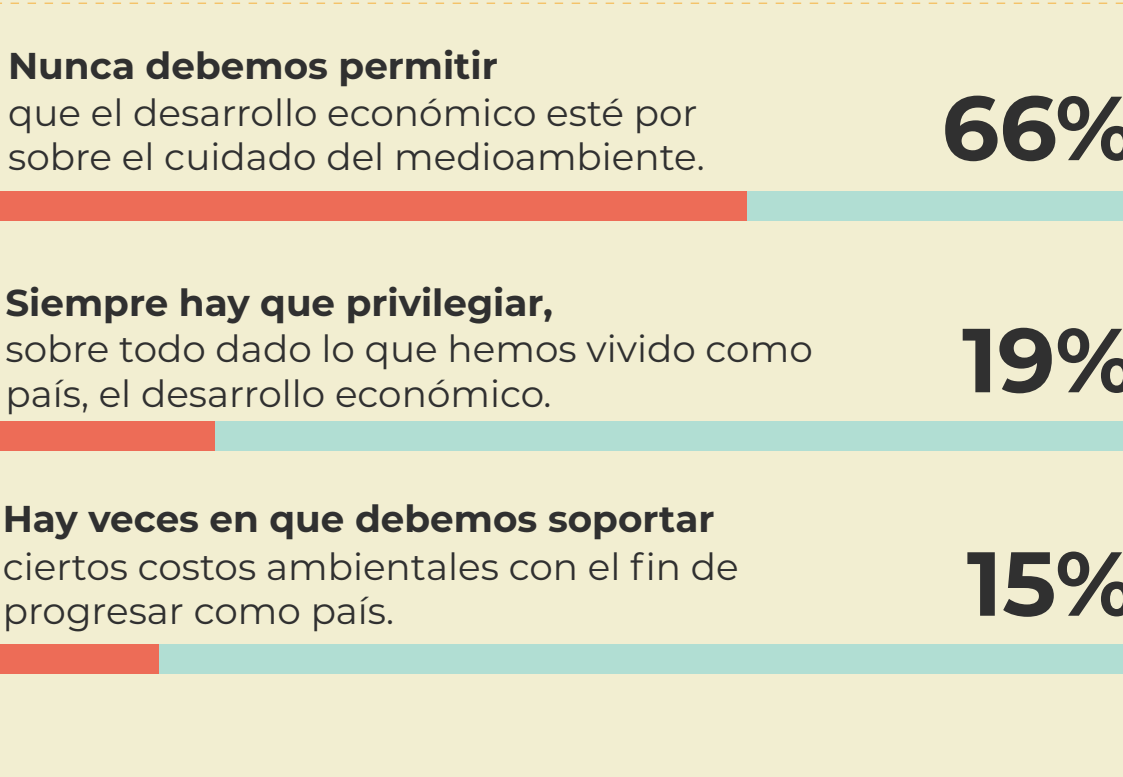 Nunca debemos permitir
que el desarrollo económico esté por
sobre el cuidado del medioambiente.
66%
Siempre hay que privilegiar,
sobre todo dado lo que hemos vivido como
país, el desarrollo económico.
19%
Hay veces en que debemos soportar
ciertos costos ambientales con el fin de
progresar como país.
15%